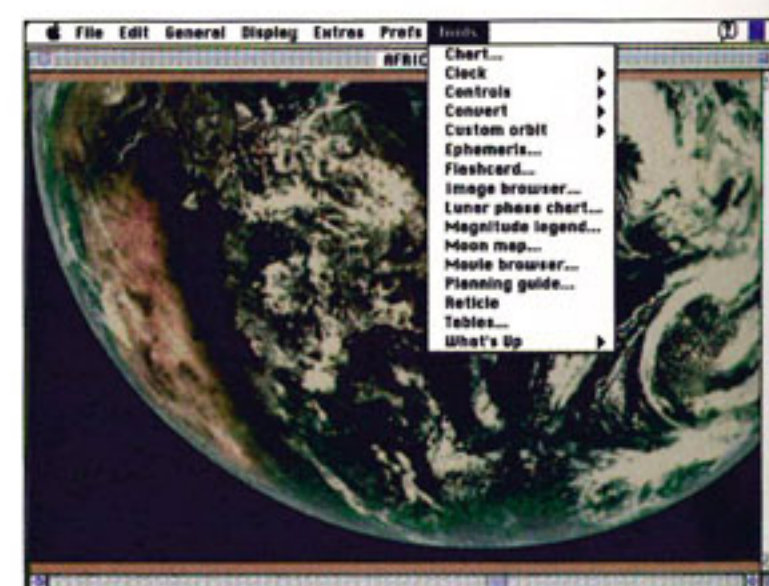 File Edit General Display Extras Prefs Tools
AFRIC
Chart...
Clock
Controls
Convert
Custom orbit
Ephemeris...
Flashcard...
Image browser...
Lunar phase chart...
Magnitude legend...
Moon map...
Movie browser...
Planning guide...
Reticle
Tables...
What's Up